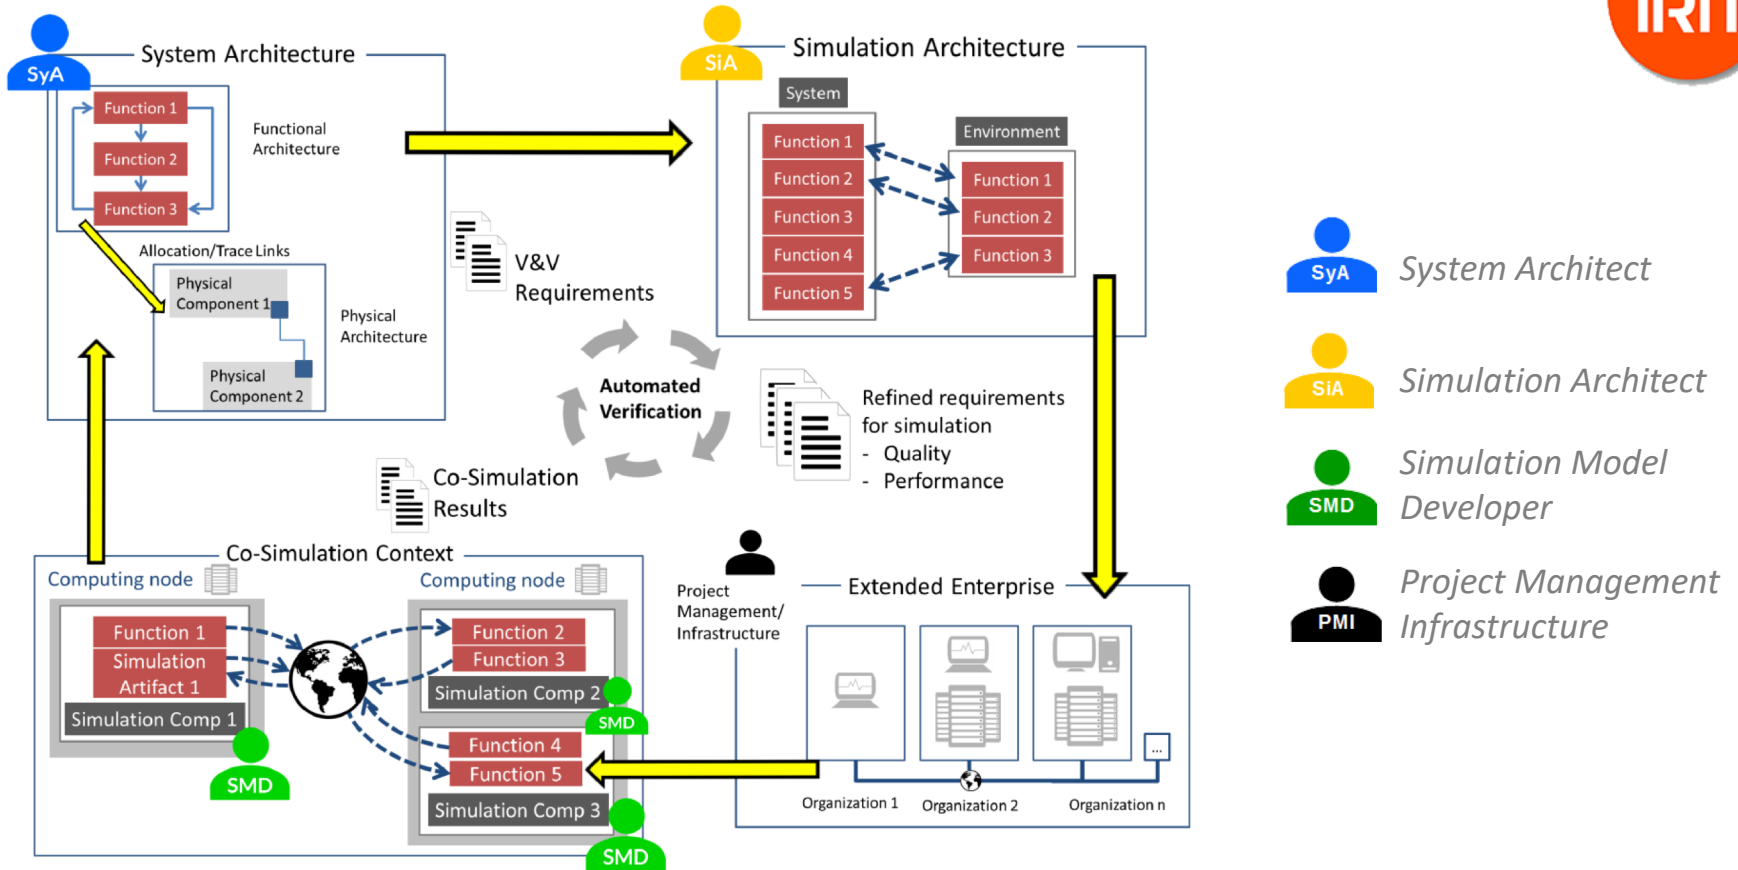 System Architecture
SyA
Function 1
Function 2
Function 3
Functional
Architecture
Allocation/Trace Links
Physical
Component 1
Physical
Architecture
Physical
Component 2
V&V
Requirements
Simulation Architecture
SiA
System
Function 1
Function 2
Function 3
Function 4
Function 5
Environment
Function 1
Function 2
Function 3
Automated
Verification
Refined requirements
for simulation
- Quality
- Performance
Co-Simulation
Results
Co-Simulation Context
Computing node
Function 1
Simulation
Artifact 1
Simulation Comp 1
SMD
Computing node
Function 2
Function 3
Simulation Comp 2
SMD
Function 4
Function 5
Simulation Comp 3
SMD
Project
Management/
Infrastructure
Extended Enterprise
...
Organization 1
Organization 2
Organization n
SyA
System Architect
SiA
Simulation Architect
SMD
Simulation Model
Developer
PMI
Project Management
Infrastructure